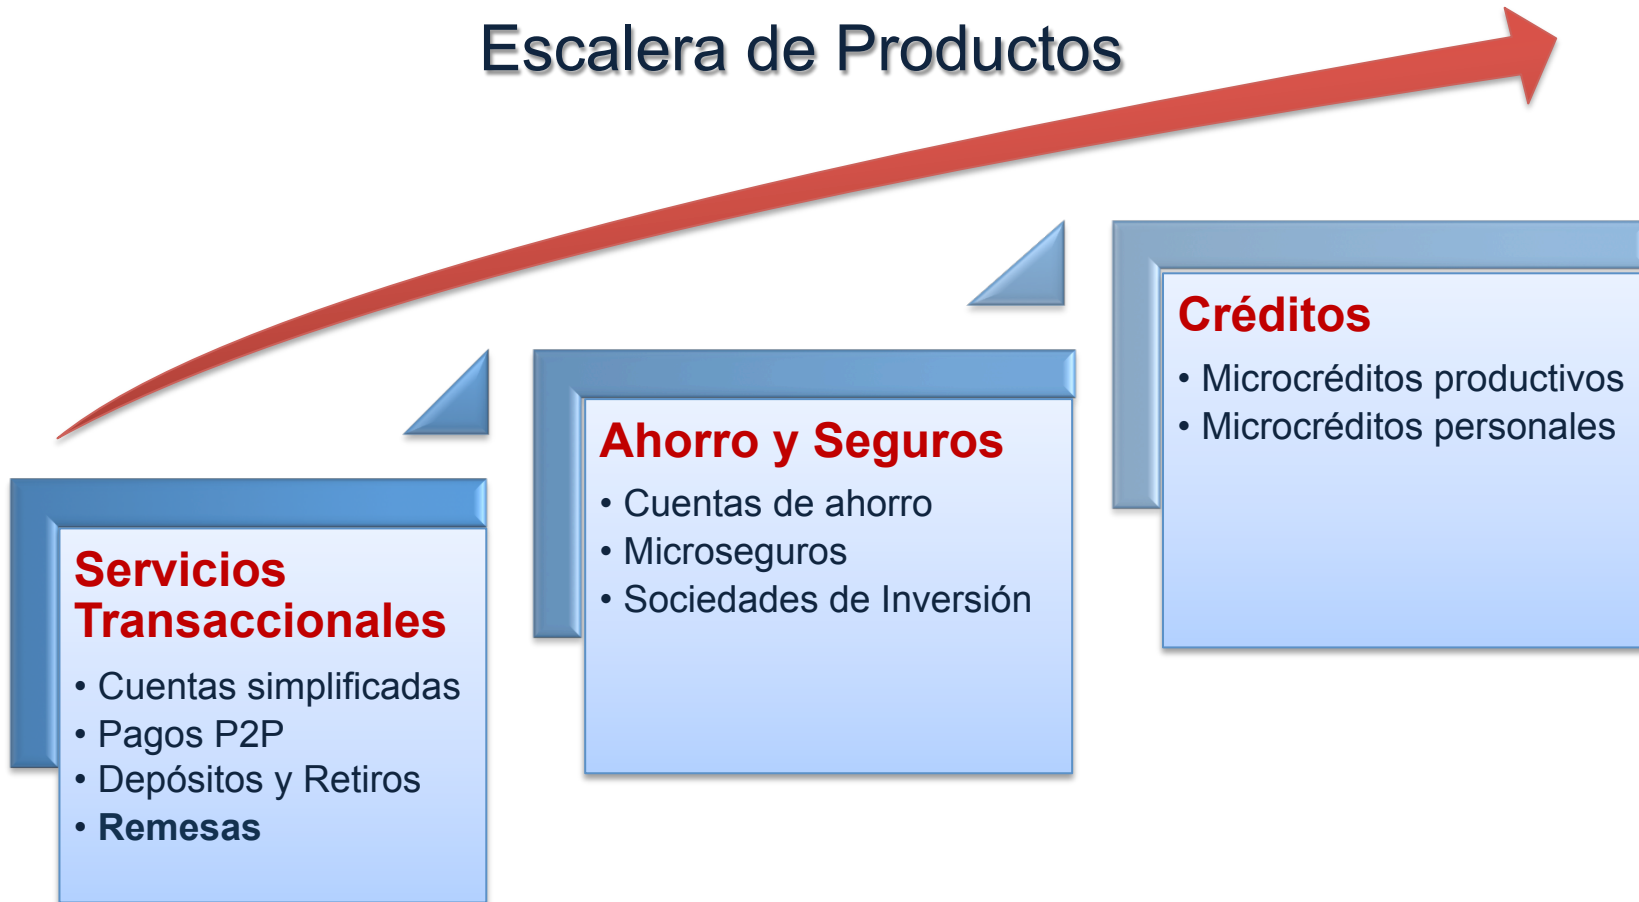 Escalera de Productos
Servicios
Transaccionales
• Cuentas simplificadas
• Pagos P2P
• Depósitos y Retiros
• Remesas
Ahorro y Seguros
• Cuentas de ahorro
• Microseguros
• Sociedades de Inversión
Créditos
• Microcréditos productivos
• Microcréditos personales